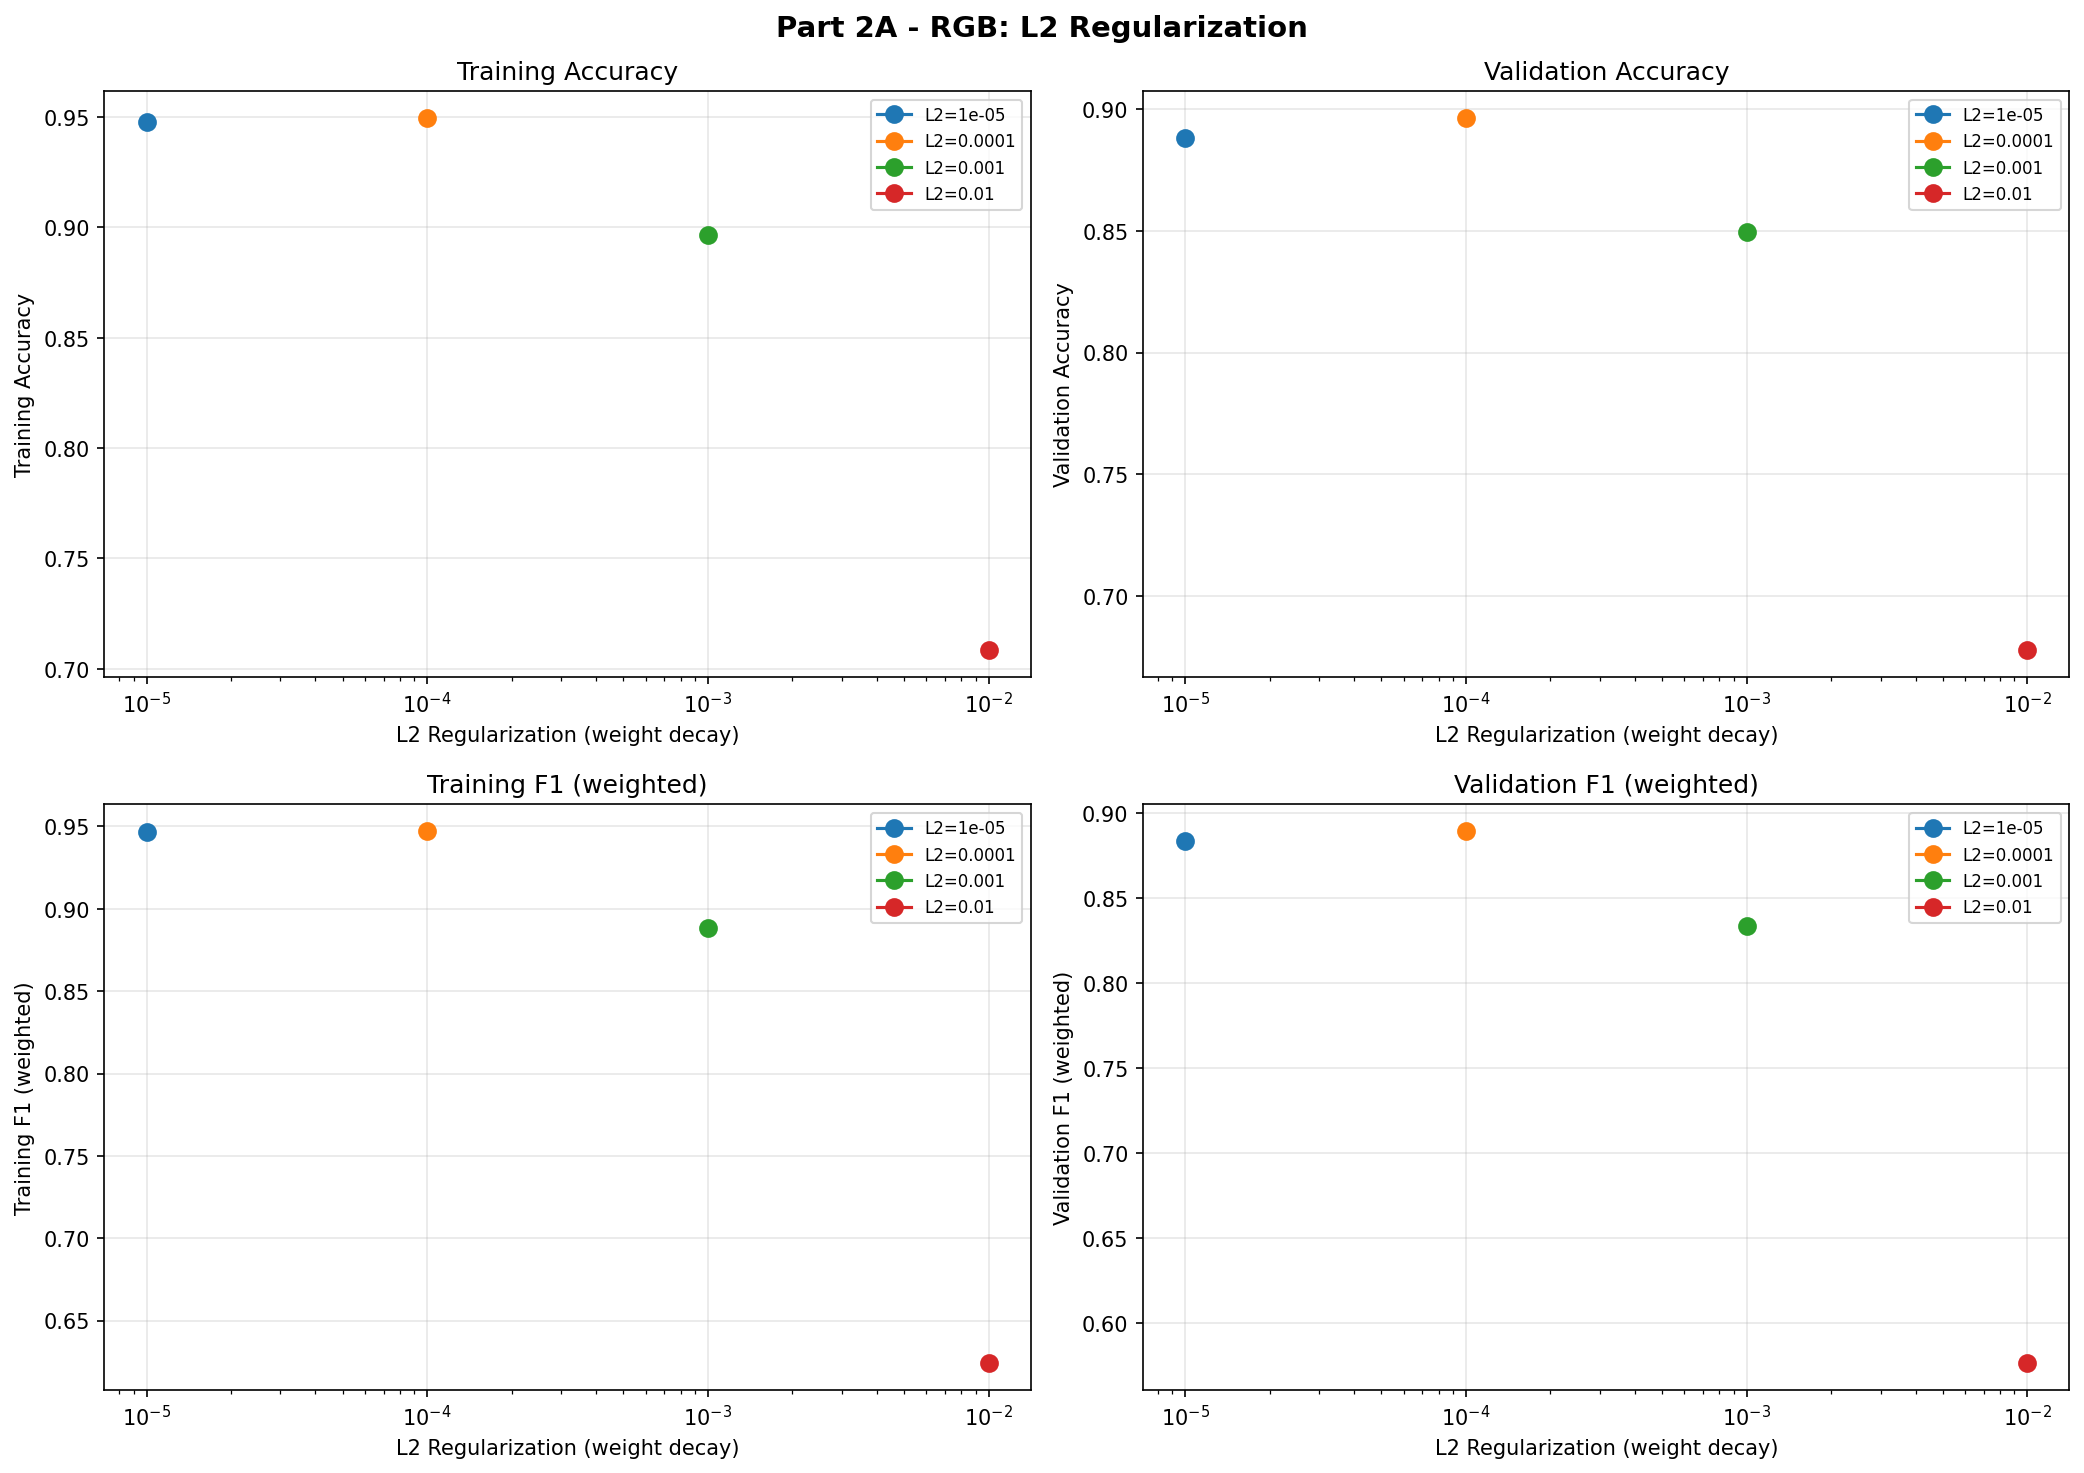 Part 2A - RGB: L2 Regularization
Training Accuracy
Training Accuracy
0.95
0.90
0.85
0.80
0.75
0.70
10⁻⁵ 10⁻⁴ 10⁻³ 10⁻²
L2 Regularization (weight decay)
L2=1e-05
L2=0.0001
L2=0.001
L2=0.01
Validation Accuracy
Validation Accuracy
0.90
0.85
0.80
0.75
0.70
10⁻⁵ 10⁻⁴ 10⁻³ 10⁻²
L2 Regularization (weight decay)
L2=1e-05
L2=0.0001
L2=0.001
L2=0.01
Training F1 (weighted)
Training F1 (weighted)
0.95
0.90
0.85
0.80
0.75
0.70
0.65
10⁻⁵ 10⁻⁴ 10⁻³ 10⁻²
L2 Regularization (weight decay)
L2=1e-05
L2=0.0001
L2=0.001
L2=0.01
Validation F1 (weighted)
Validation F1 (weighted)
0.90
0.85
0.80
0.75
0.70
0.65
0.60
10⁻⁵ 10⁻⁴ 10⁻³ 10⁻²
L2 Regularization (weight decay)
L2=1e-05
L2=0.0001
L2=0.001
L2=0.01